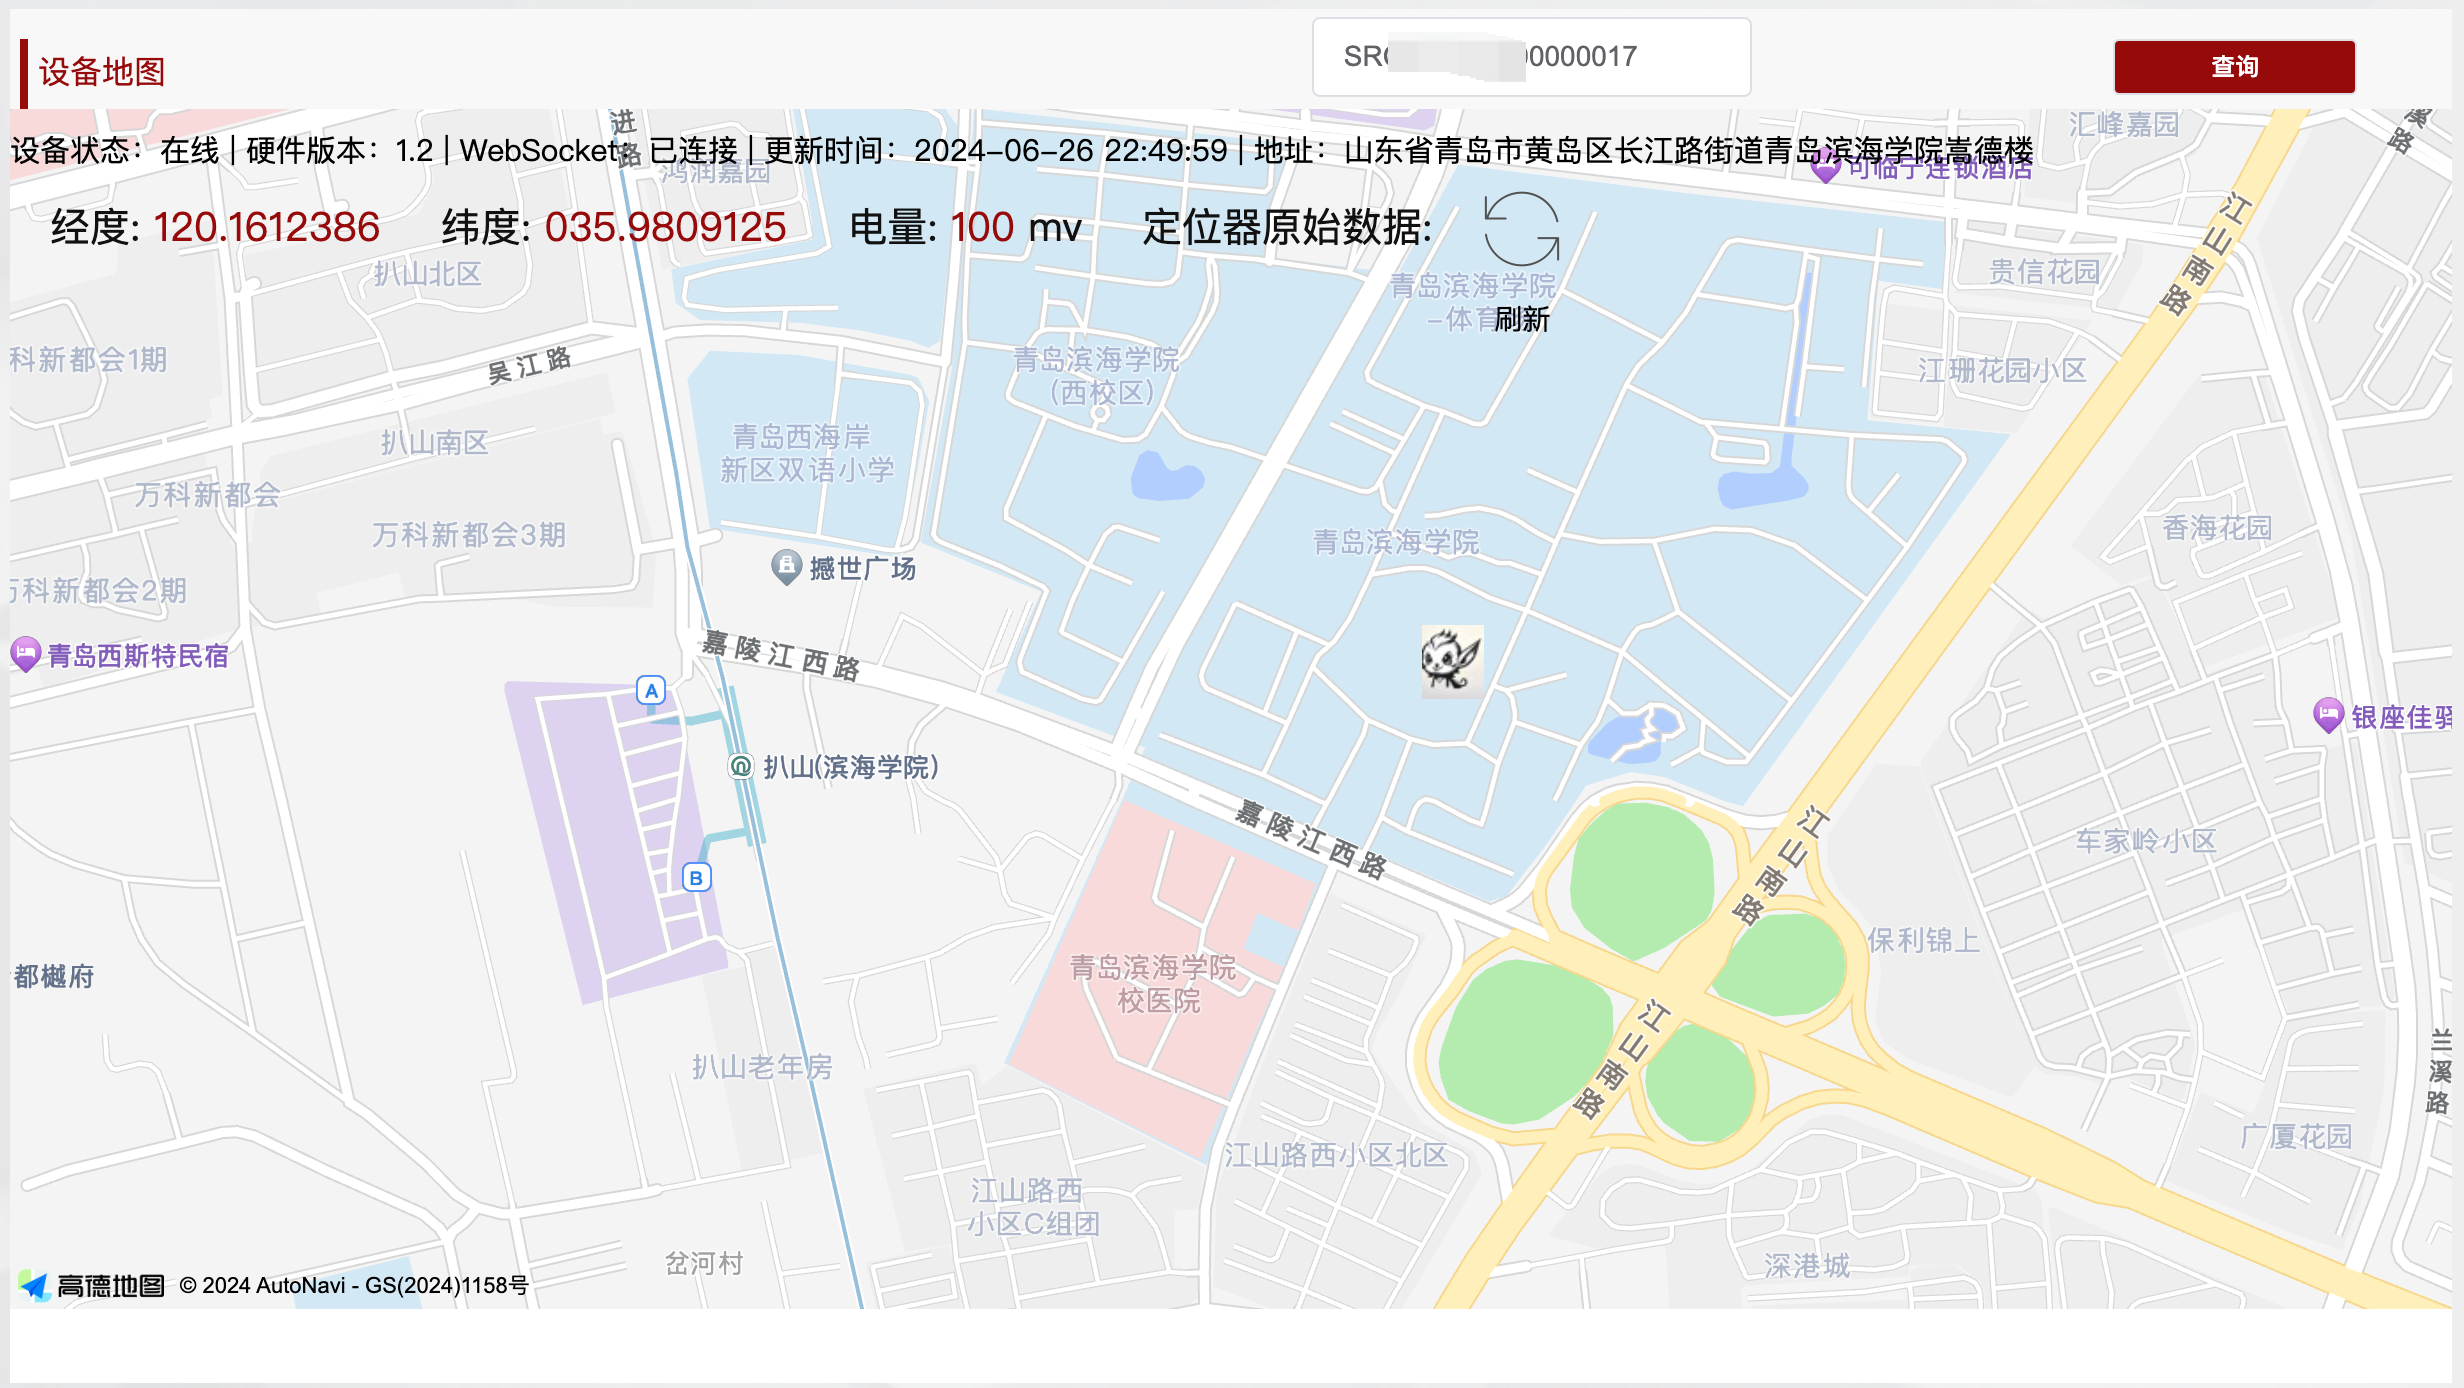 设备地图
SR 0000017
查询
设备状态：在线 | 硬件版本：1.2 | WebSocket：已连接 | 更新时间：2024-06-26 22:49:59 | 地址：山东省青岛市黄岛区长江路街道青岛滨海学院嵩德楼
经度: 120.1612386 纬度: 035.9809125 电量: 100 mv 定位器原始数据:
刷新
进路
鸿润嘉园
汇峰嘉园
溪路
可临宁连锁酒店
江山南路
扒山北区
青岛滨海学院
-体育
贵信花园
科新都会1期
吴江路
青岛滨海学院
(西校区)
江珊花园小区
扒山南区
青岛西海岸
新区双语小学
万科新都会
万科新都会3期
青岛滨海学院
香海花园
撼世广场
万科新都会2期
青岛西斯特民宿
嘉陵江西路
A
银座佳驿
扒山(滨海学院)
嘉陵江西路
江山南路
车家岭小区
B
保利锦上
青岛滨海学院
校医院
都樾府
江山南路
兰溪路
扒山老年房
广厦花园
江山路西小区北区
江山路西
小区C组团
岔河村
深港城
高德地图 © 2024 AutoNavi - GS(2024)1158号